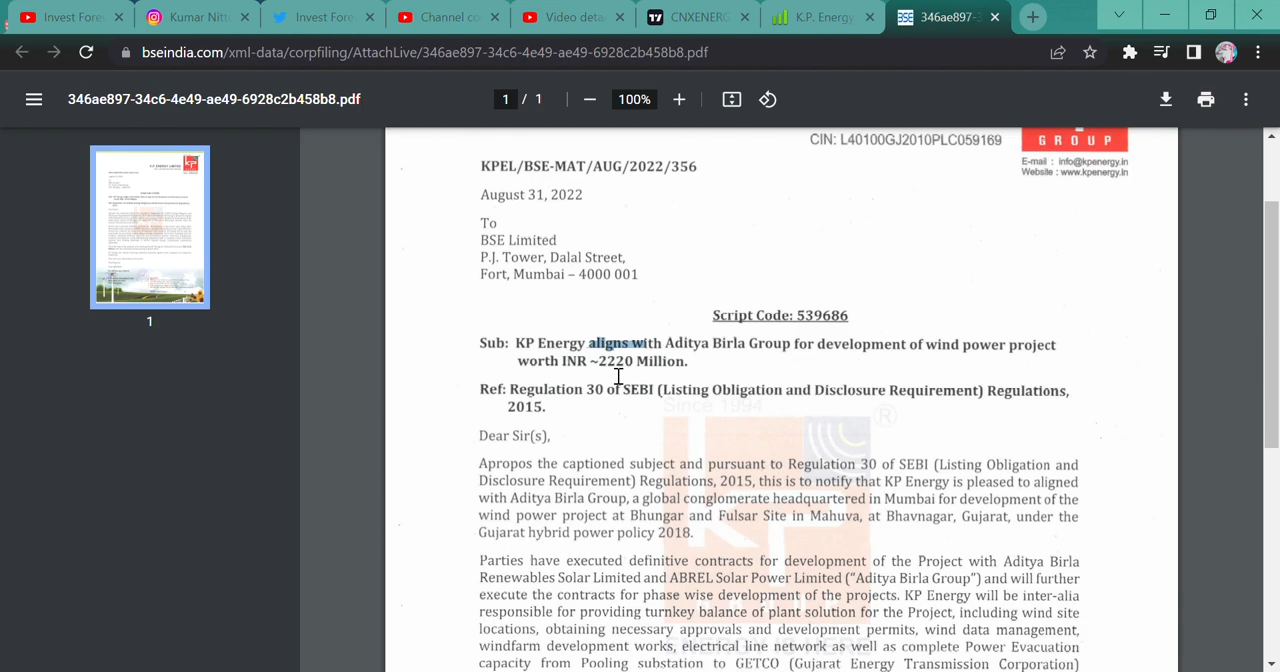 Invest Fore
Kumar Nitt
Invest Fore
Channel co
Video deta
CNXENERG
K.P. Energy
346ae897-3
bseindia.com/xml-data/corpfiling/AttachLive/346ae897-34c6-4e49-ae49-6928c2b458b8.pdf
346ae897-34c6-4e49-ae49-6928c2b458b8.pdf
1 / 1
100%
CIN: L40100GJ2010PLC059169
GROUP
E-mail : info@kpenergy.in
Website : www.kpenergy.in
KPEL/BSE-MAT/AUG/2022/356
August 31, 2022
To
BSE Limited
P.J. Tower, Dalal Street,
Fort, Mumbai – 4000 001
Script Code: 539686
Sub: KP Energy aligns with Aditya Birla Group for development of wind power project
worth INR ~2220 Million.
Ref: Regulation 30 of SEBI (Listing Obligation and Disclosure Requirement) Regulations,
2015.
Since 1994
Dear Sir(s),
Apropos the captioned subject and pursuant to Regulation 30 of SEBI (Listing Obligation and
Disclosure Requirement) Regulations, 2015, this is to notify that KP Energy is pleased to aligned
with Aditya Birla Group, a global conglomerate headquartered in Mumbai for development of the
wind power project at Bhungar and Fulsar Site in Mahuva, at Bhavnagar, Gujarat, under the
Gujarat hybrid power policy 2018.
Parties have executed definitive contracts for development of the Project with Aditya Birla
Renewables Solar Limited and ABREL Solar Power Limited (“Aditya Birla Group”) and will further
execute the contracts for phase wise development of the projects. KP Energy will be inter-alia
responsible for providing turnkey balance of plant solution for the Project, including wind site
locations, obtaining necessary approvals and development permits, wind data management,
windfarm development works, electrical line network as well as complete Power Evacuation
capacity from Pooling substation to GETCO (Gujarat Energy Transmission Corporation)
1